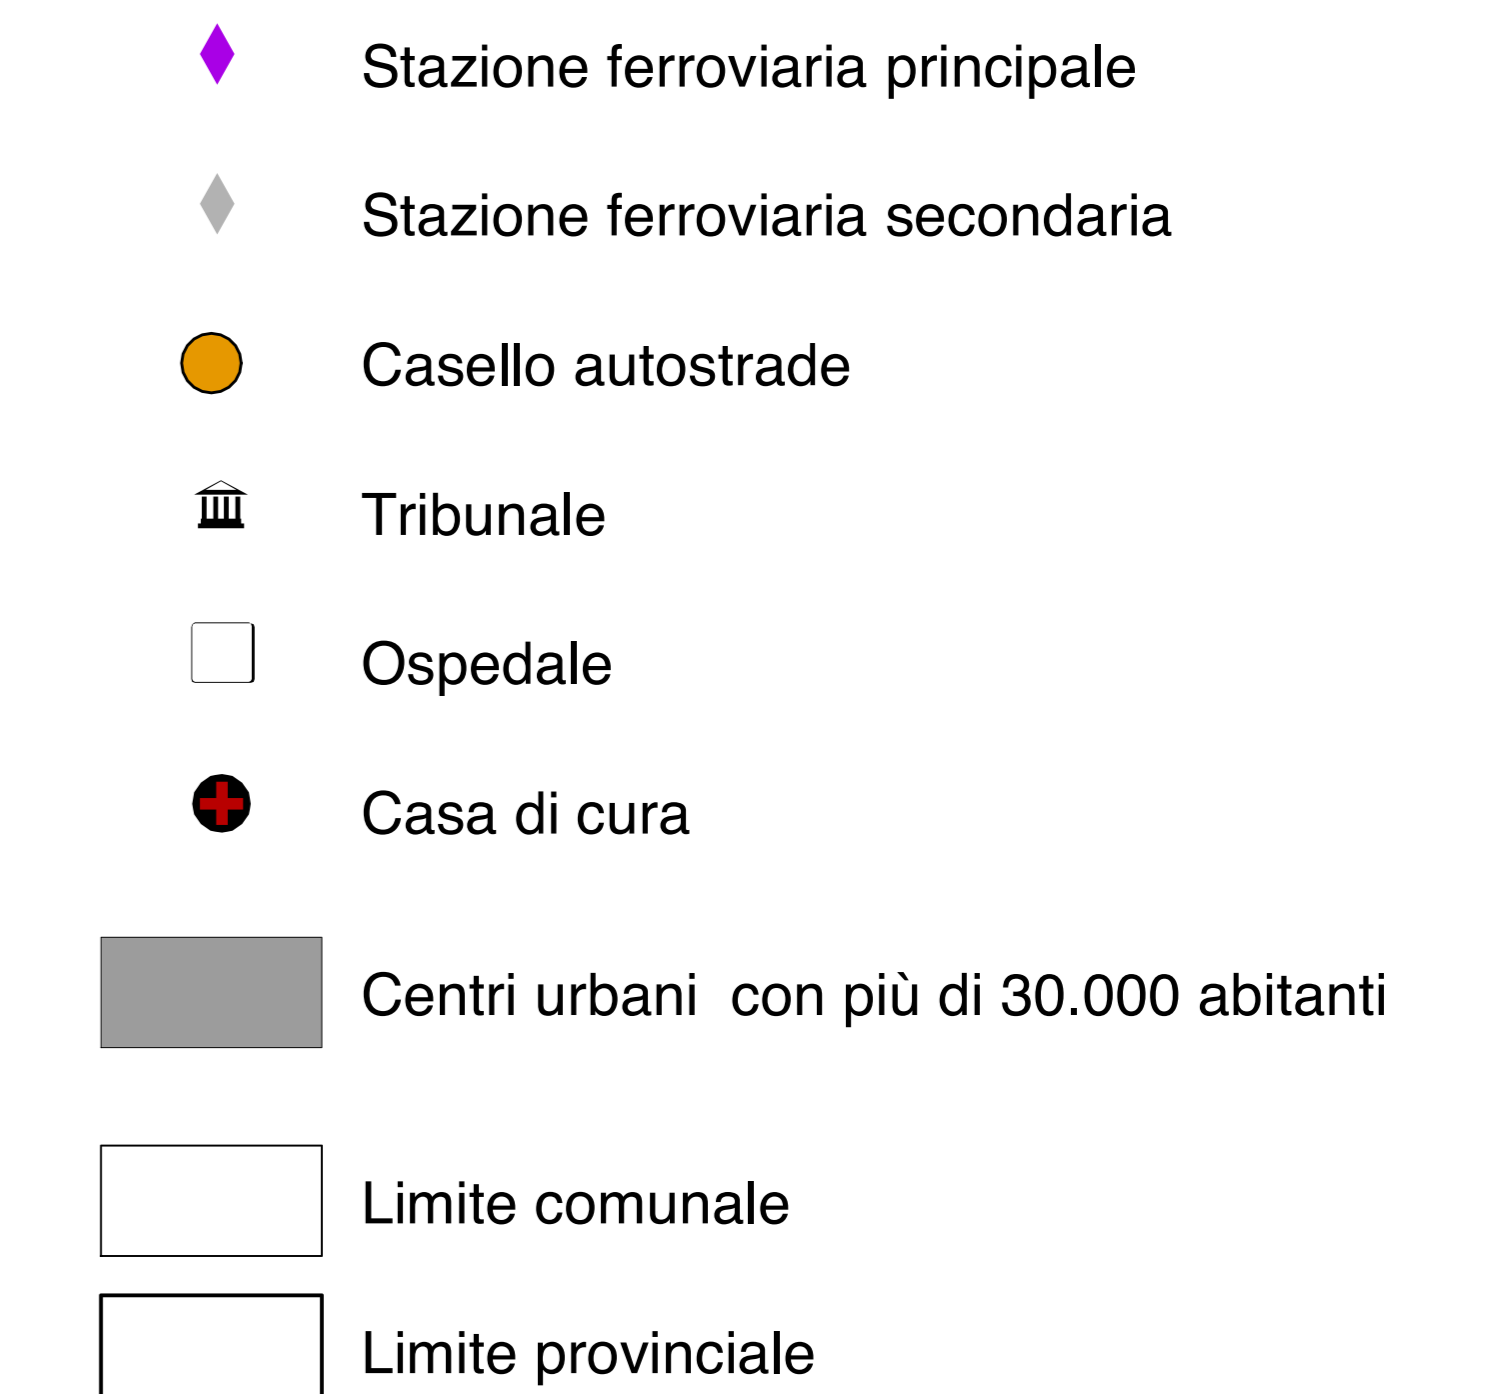 Stazione ferroviaria principale
Stazione ferroviaria secondaria
Casello autostrade
Tribunale
Ospedale
Casa di cura
Centri urbani  con più di 30.000 abitanti
Limite comunale
Limite provinciale